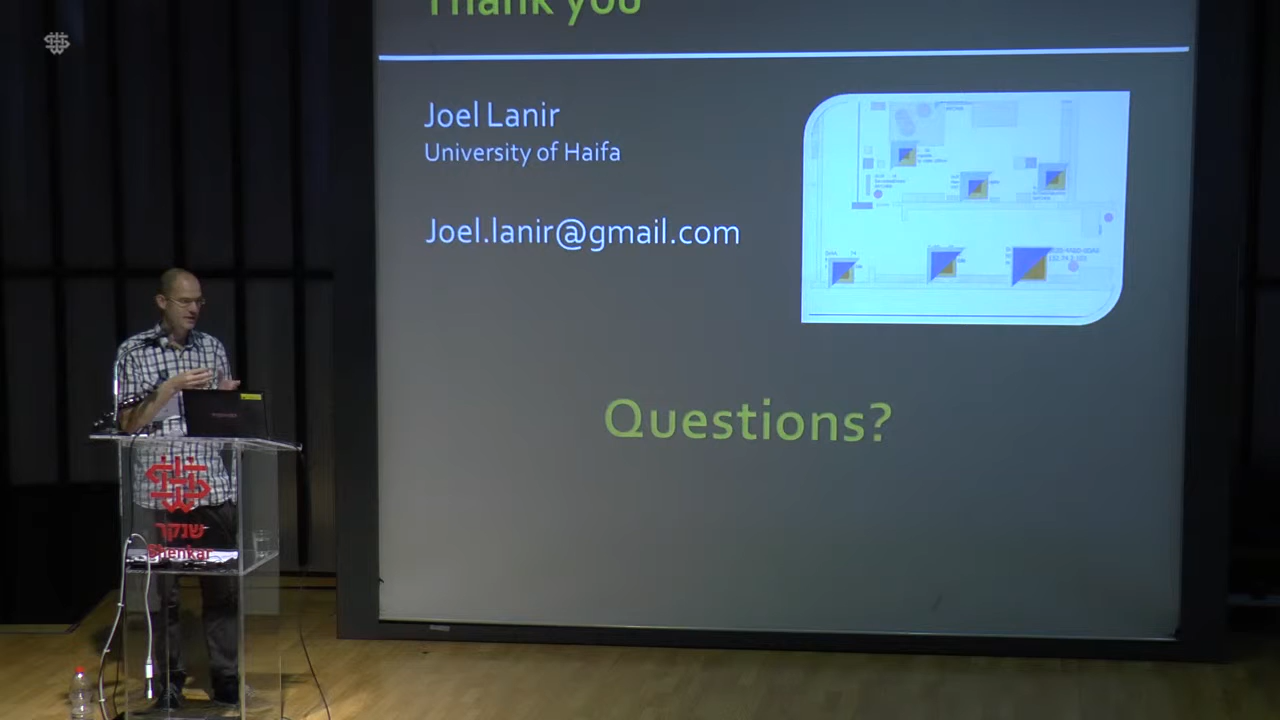 Thank you
Joel Lanir
University of Haifa
Joel.lanir@gmail.com
Questions?
שנקר
Shenkar